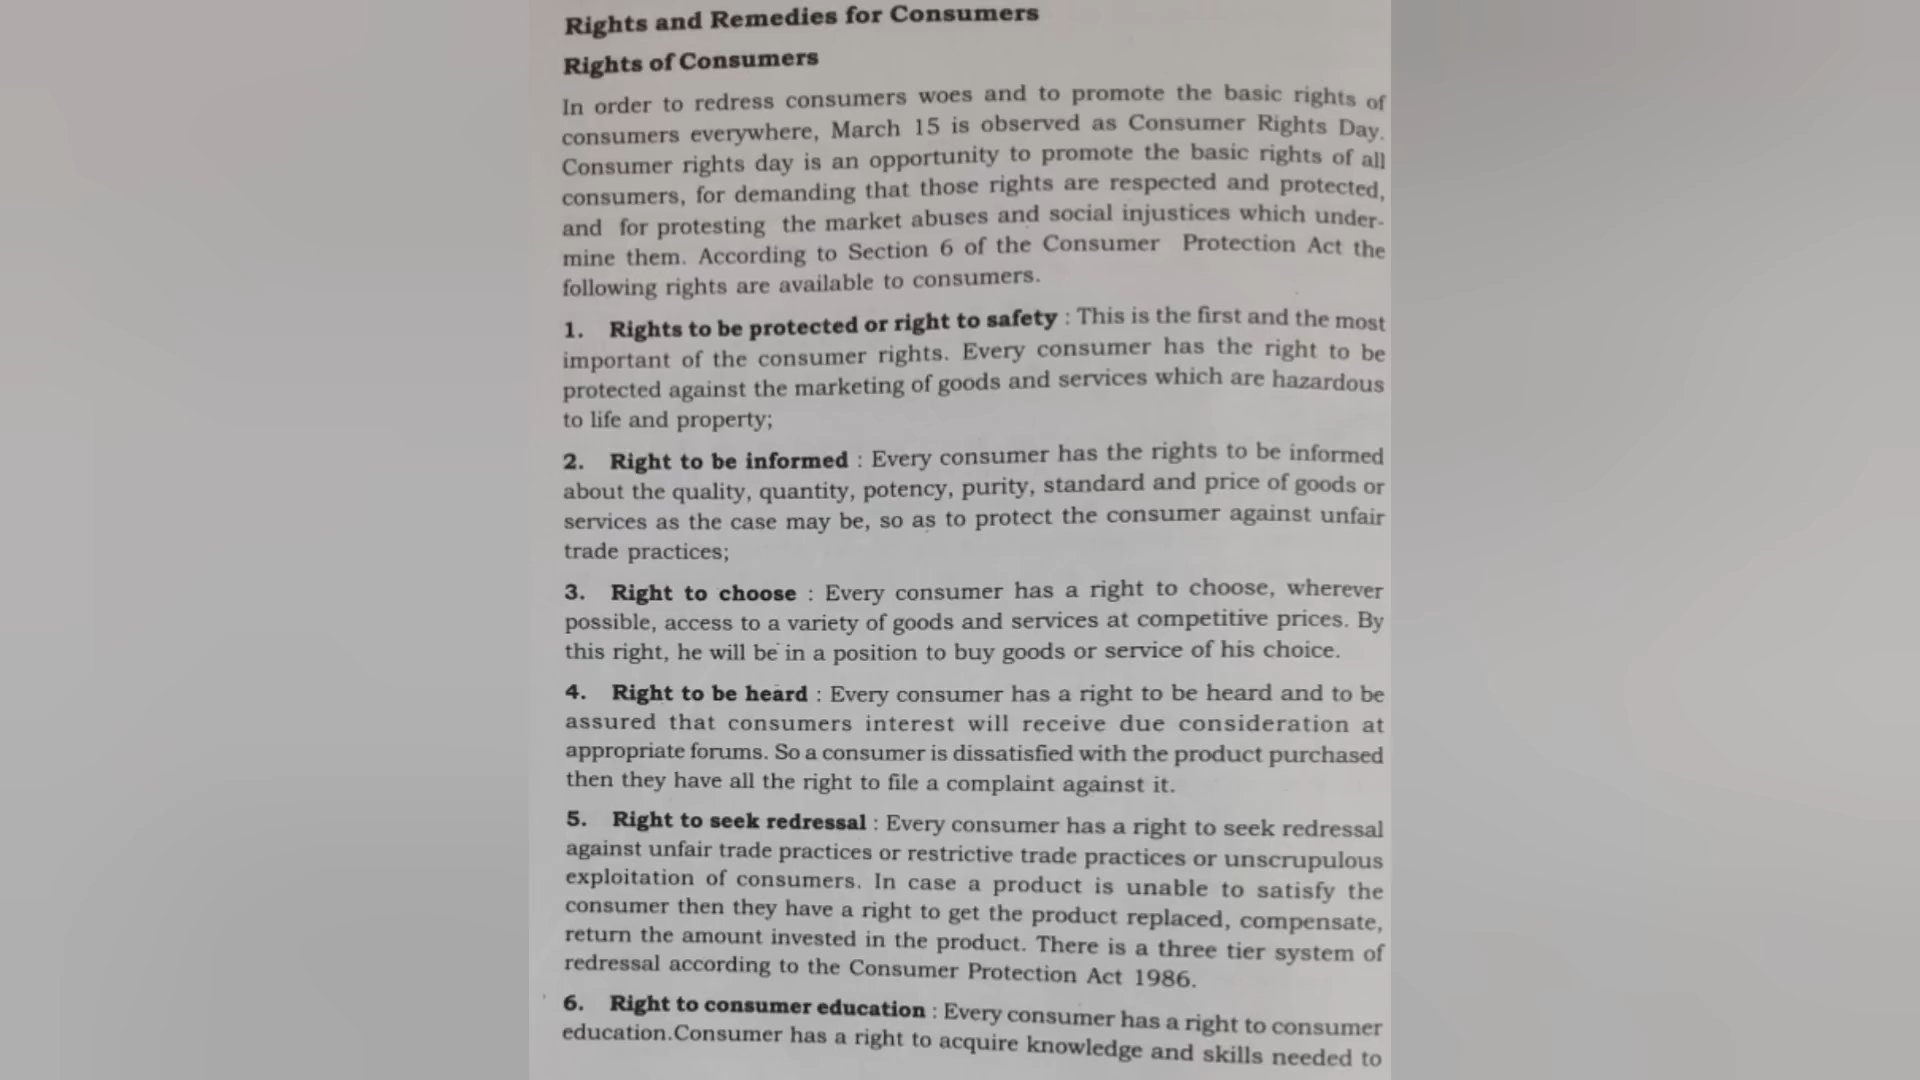 Rights and Remedies for Consumers
Rights of Consumers
In order to redress consumers woes and to promote the basic rights of
consumers everywhere, March 15 is observed as Consumer Rights Day.
Consumer rights day is an opportunity to promote the basic rights of all
consumers, for demanding that those rights are respected and protected,
and for protesting the market abuses and social injustices which under-
mine them. According to Section 6 of the Consumer Protection Act the
following rights are available to consumers.
1. Rights to be protected or right to safety : This is the first and the most
important of the consumer rights. Every consumer has the right to be
protected against the marketing of goods and services which are hazardous
to life and property;
2. Right to be informed : Every consumer has the rights to be informed
about the quality, quantity, potency, purity, standard and price of goods or
services as the case may be, so as to protect the consumer against unfair
trade practices;
3. Right to choose : Every consumer has a right to choose, wherever
possible, access to a variety of goods and services at competitive prices. By
this right, he will be in a position to buy goods or service of his choice.
4. Right to be heard : Every consumer has a right to be heard and to be
assured that consumers interest will receive due consideration at
appropriate forums. So a consumer is dissatisfied with the product purchased
then they have all the right to file a complaint against it.
5. Right to seek redressal : Every consumer has a right to seek redressal
against unfair trade practices or restrictive trade practices or unscrupulous
exploitation of consumers. In case a product is unable to satisfy the
consumer then they have a right to get the product replaced, compensate,
return the amount invested in the product. There is a three tier system of
redressal according to the Consumer Protection Act 1986.
6. Right to consumer education : Every consumer has a right to consumer
education.Consumer has a right to acquire knowledge and skills needed to